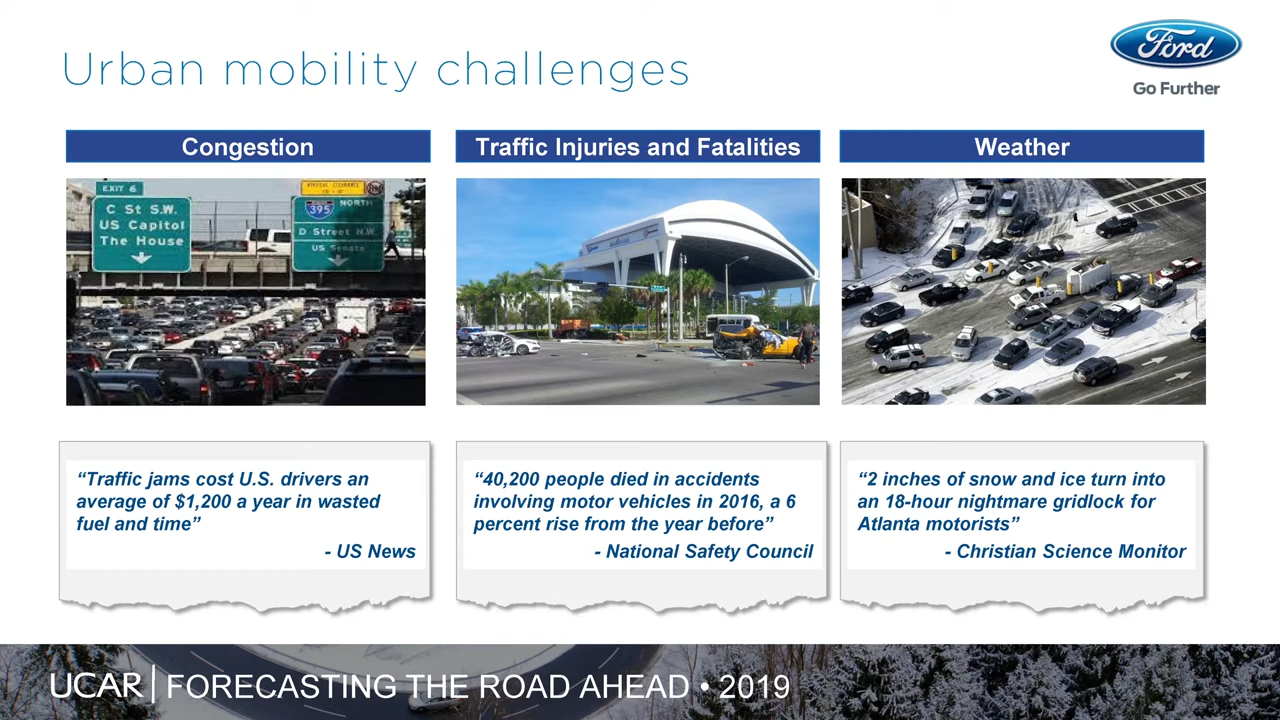 Urban mobility challenges
Ford
Go Further
Congestion
Traffic Injuries and Fatalities
Weather
EXIT 6
C St S.W.
US Capitol
The House
395
NORTH
D Street N.W.
US Senate
“Traffic jams cost U.S. drivers an
average of $1,200 a year in wasted
fuel and time”
- US News
“40,200 people died in accidents
involving motor vehicles in 2016, a 6
percent rise from the year before”
- National Safety Council
“2 inches of snow and ice turn into
an 18-hour nightmare gridlock for
Atlanta motorists”
- Christian Science Monitor
UCAR | FORECASTING THE ROAD AHEAD • 2019